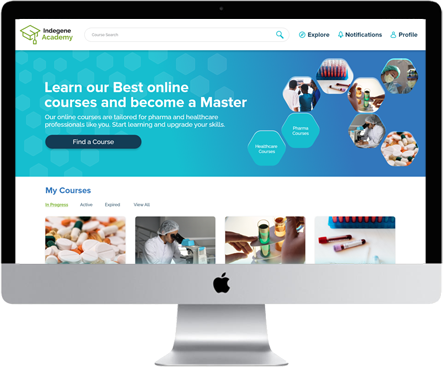 Indegene
Academy
Course Search
Explore
Notifications
Profile
Learn our Best online
courses and become a Master
Our online courses are tailored for pharma and healthcare
professionals like you. Start learning and upgrade your skills.
Find a Course
Pharma
Courses
Healthcare
Courses
My Courses
In Progress
Active
Expired
View All